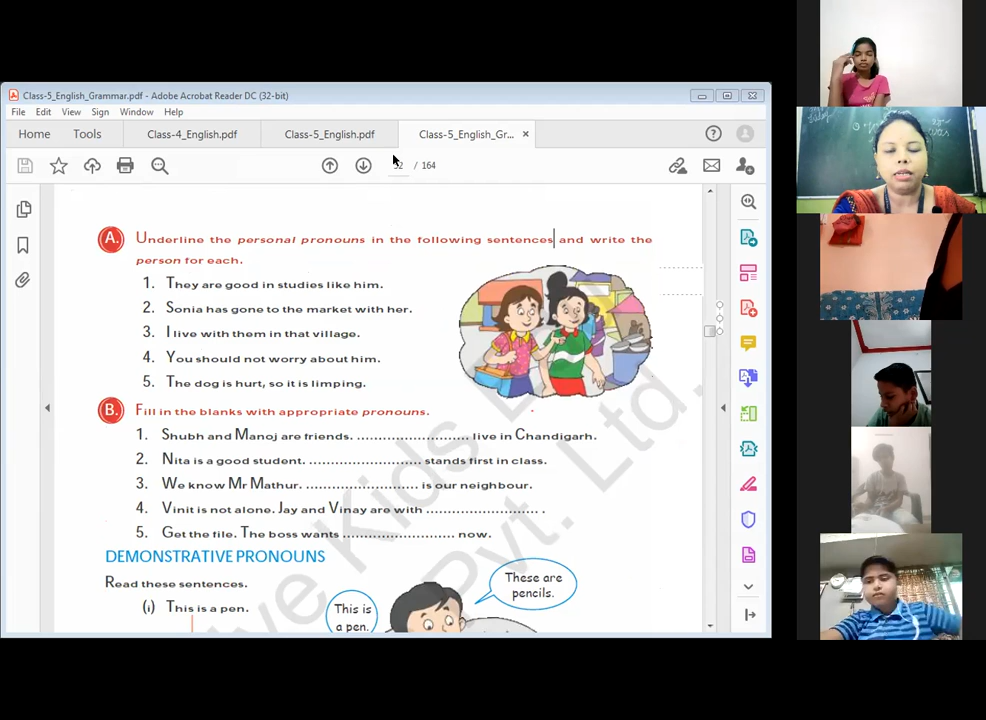 Class-5_English_Grammar.pdf - Adobe Acrobat Reader DC (32-bit)
File Edit View Sign Window Help
Home Tools Class-4_English.pdf Class-5_English.pdf Class-5_English_Gr... ×
/ 164
A. Underline the personal pronouns in the following sentences and write the
person for each.
1. They are good in studies like him.
2. Sonia has gone to the market with her.
3. I live with them in that village.
4. You should not worry about him.
5. The dog is hurt, so it is limping.
B. Fill in the blanks with appropriate pronouns.
1. Shubh and Manoj are friends. .......................... live in Chandigarh.
2. Nita is a good student. .......................... stands first in class.
3. We know Mr Mathur. .......................... is our neighbour.
4. Vinit is not alone. Jay and Vinay are with .......................... .
5. Get the file. The boss wants .......................... now.
DEMONSTRATIVE PRONOUNS
Read these sentences.
(i) This is a pen.
This is
a pen.
These are
pencils.
Kids
Pvt. Ltd.